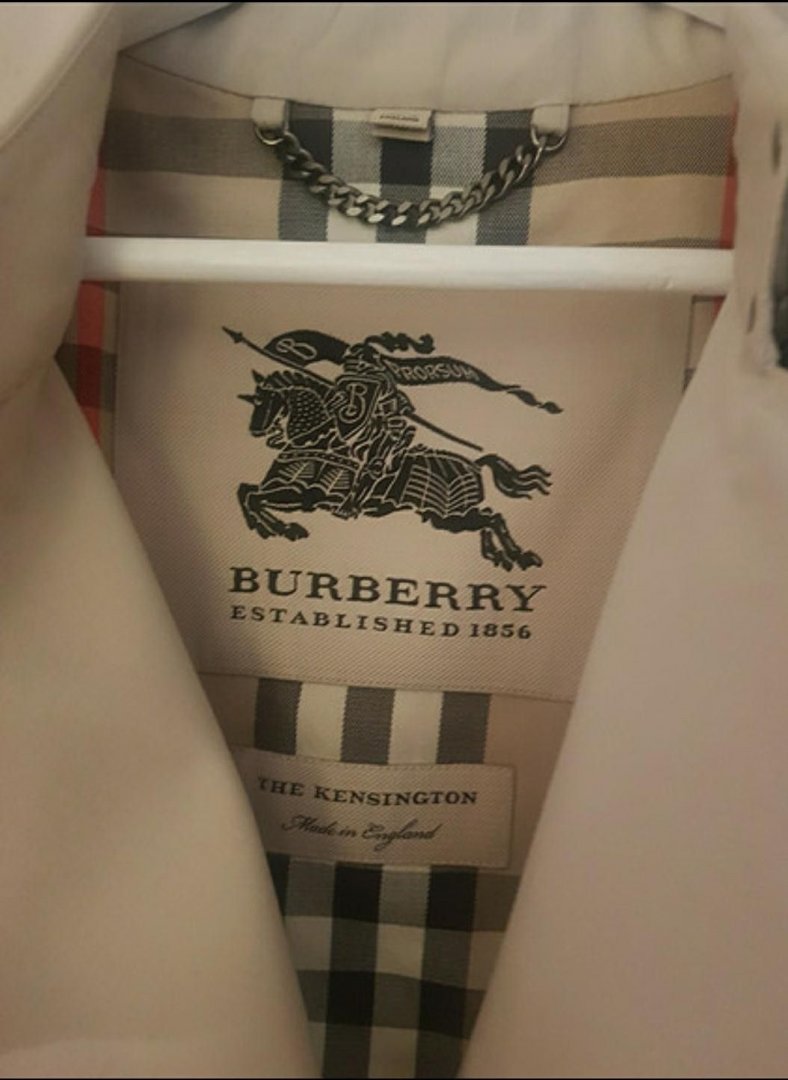 B
PRORSUM
B
BURBERRY
ESTABLISHED 1856
THE KENSINGTON
Made in England